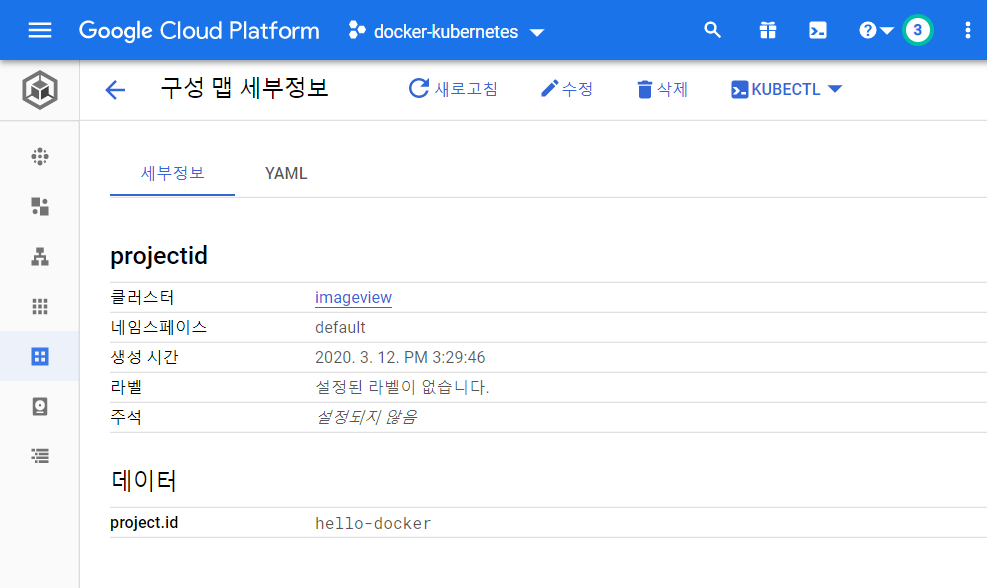 Google Cloud Platform docker-kubernetes ? 3
구성 맵 세부정보 새로고침 수정 삭제 KUBECTL
세부정보 YAML
projectid
클러스터 imageview
네임스페이스 default
생성 시간 2020. 3. 12. PM 3:29:46
라벨 설정된 라벨이 없습니다.
주석 설정되지 않음
데이터
project.id hello-docker